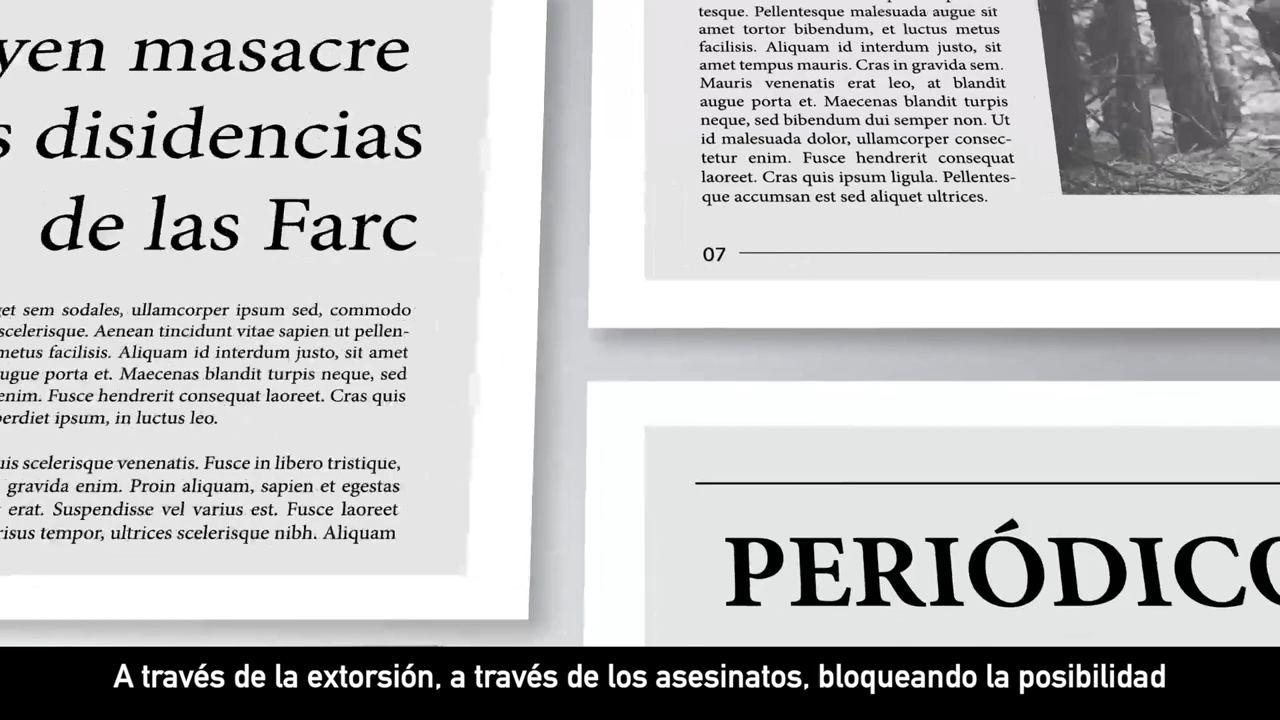 yen masacre
s disidencias
de las Farc
get sem sodales, ullamcorper ipsum sed, commodo
scelerisque. Aenean tincidunt vitae sapien ut pellen-
metus facilisis. Aliquam id interdum justo, sit amet
augue porta et. Maecenas blandit turpis neque, sed
enim. Fusce hendrerit consequat laoreet. Cras quis
perdiet ipsum, in luctus leo.
uis scelerisque venenatis. Fusce in libero tristique,
gravida enim. Proin aliquam, sapien et egestas
erat. Suspendisse vel varius est. Fusce laoreet
risus tempor, ultrices scelerisque nibh. Aliquam
tesque. Pellentesque malesuada augue sit
amet tortor bibendum, et luctus metus
facilisis. Aliquam id interdum justo, sit
amet tempus mauris. Cras in gravida sem.
Mauris venenatis erat leo, at blandit
augue porta et. Maecenas blandit turpis
neque, sed bibendum dui semper non. Ut
id malesuada dolor, ullamcorper consec-
tetur enim. Fusce hendrerit consequat
laoreet. Cras quis ipsum ligula. Pellentes-
que accumsan est sed aliquet ultrices.
07
PERIÓDICO
A través de la extorsión, a través de los asesinatos, bloqueando la posibilidad